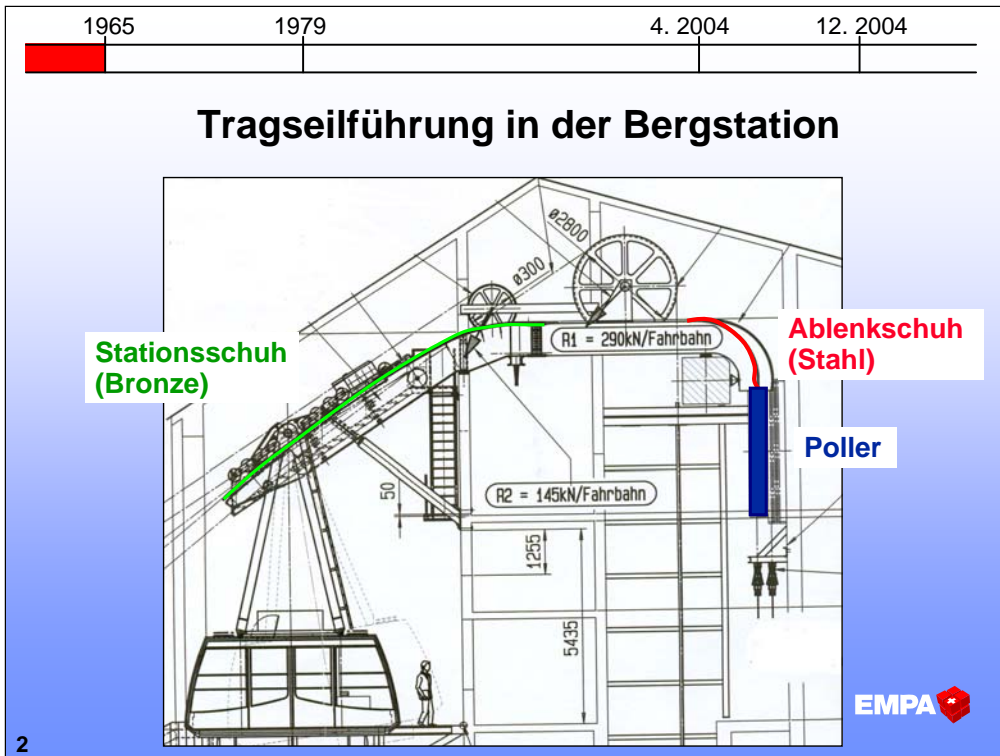 1965 1979 4. 2004 12. 2004
Tragseilführung in der Bergstation
ø2800
ø300
R1 = 290kN/Fahrbahn
Ablenkschuh
(Stahl)
Stationsschuh
(Bronze)
Poller
50
R2 = 145kN/Fahrbahn
1255
5435
EMPA
2